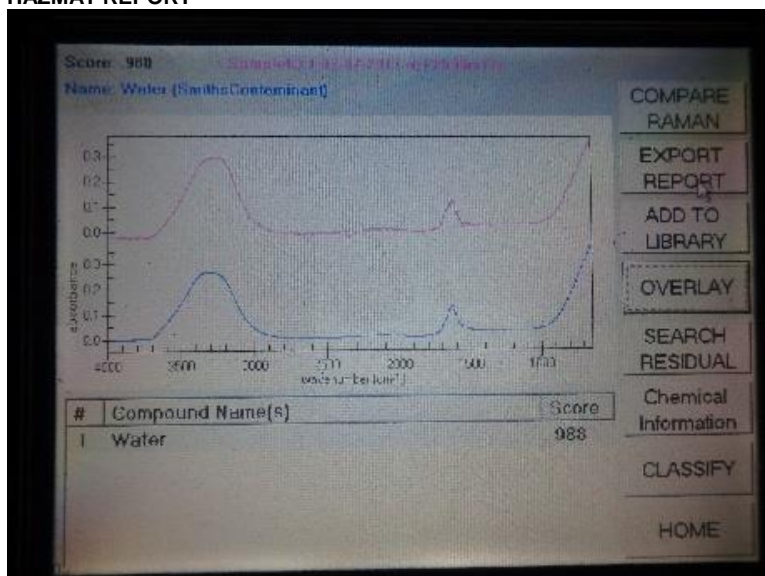 HAZMAT REPORT
Score: .988
Name: Water (SmithsContaminant)
COMPARE
RAMAN
EXPORT
REPORT
ADD TO
LIBRARY
OVERLAY
SEARCH
RESIDUAL
Chemical
Information
CLASSIFY
HOME
0.3
0.2
0.1
0.0
0.3
0.2
0.1
0.0
absorbance
4000 3500 3000 2000
# Compound Name(s) Score
1 Water .988